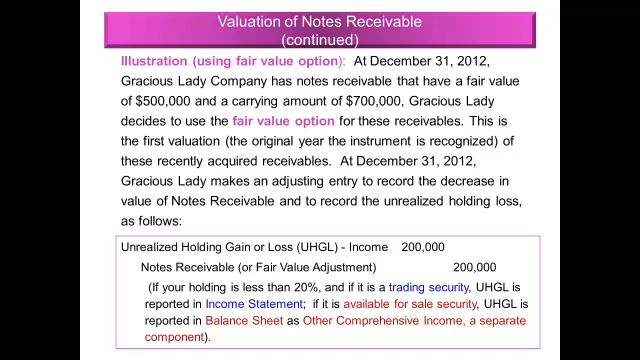 Valuation of Notes Receivable
(continued)
Illustration (using fair value option): At December 31, 2012,
Gracious Lady Company has notes receivable that have a fair value
of $500,000 and a carrying amount of $700,000, Gracious Lady
decides to use the fair value option for these receivables. This is
the first valuation (the original year the instrument is recognized) of
these recently acquired receivables. At December 31, 2012,
Gracious Lady makes an adjusting entry to record the decrease in
value of Notes Receivable and to record the unrealized holding loss,
as follows:
Unrealized Holding Gain or Loss (UHGL) - Income 200,000
Notes Receivable (or Fair Value Adjustment) 200,000
(If your holding is less than 20%, and if it is a trading security, UHGL is
reported in Income Statement; if it is available for sale security, UHGL is
reported in Balance Sheet as Other Comprehensive Income, a separate
component).